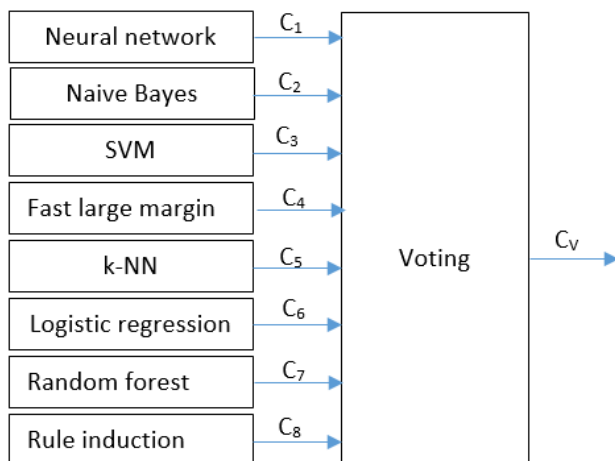 Neural network
C₁
Naive Bayes
C₂
SVM
C₃
Fast large margin
C₄
k-NN
C₅
Logistic regression
C₆
Random forest
C₇
Rule induction
C₈
Voting
Cᵥ